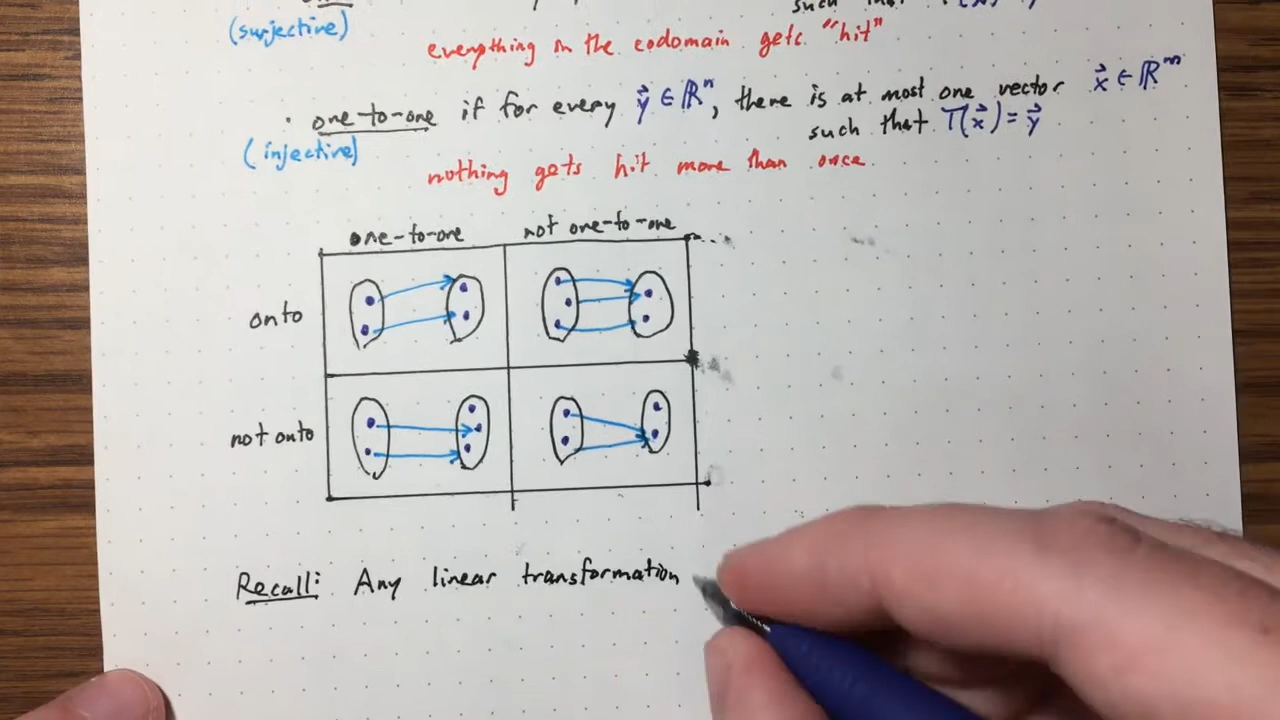 such that
(surjective)
everything in the codomain gets "hit"
· one-to-one if for every y⃗ ∈ ℝⁿ, there is at most one vector x⃗ ∈ ℝᵐ
such that T(x⃗) = y⃗
(injective)
nothing gets hit more than once
one-to-one not one-to-one
onto
not onto
Recall: Any linear transformation